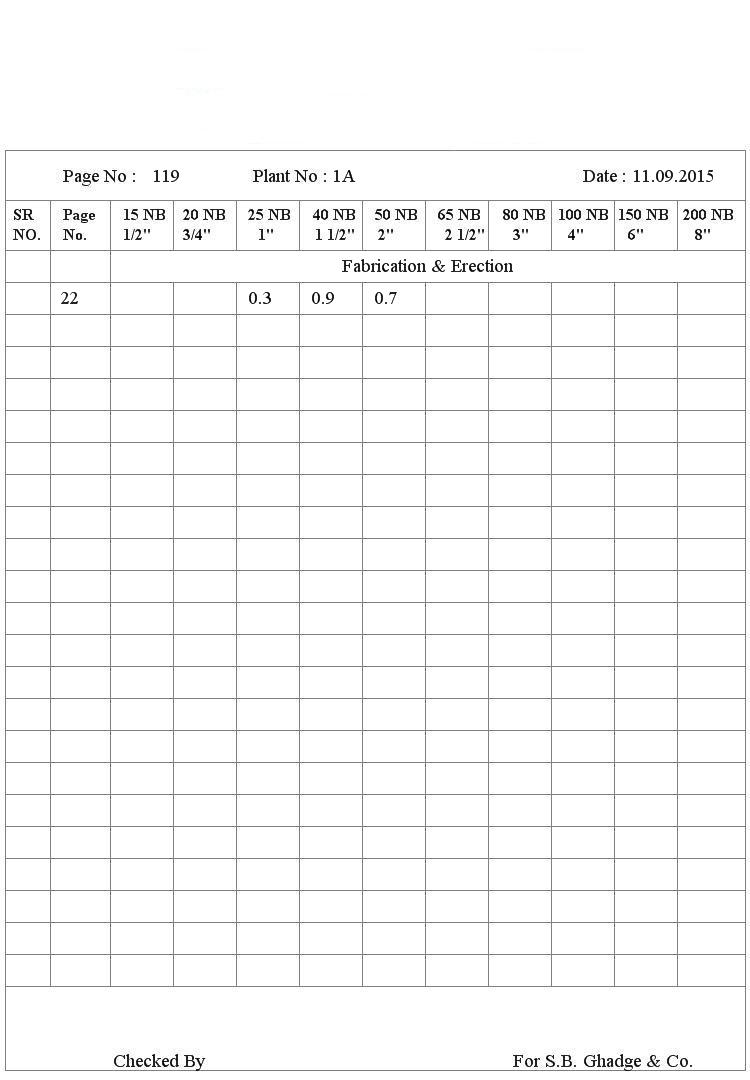 Page No : 119 Plant No : 1A Date : 11.09.2015
SR NO. Page No. 15 NB 1/2" 20 NB 3/4" 25 NB 1" 40 NB 1 1/2" 50 NB 2" 65 NB 2 1/2" 80 NB 3" 100 NB 4" 150 NB 6" 200 NB 8"
Fabrication & Erection
22 0.3 0.9 0.7
Checked By For S.B. Ghadge & Co.